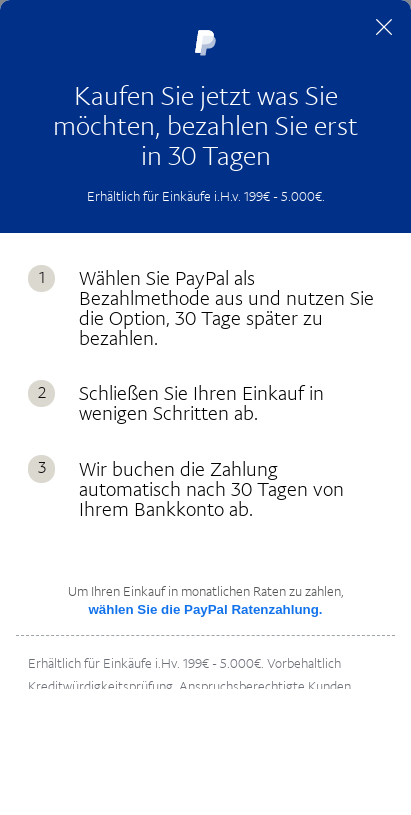 Kaufen Sie jetzt was Sie
möchten, bezahlen Sie erst
in 30 Tagen
Erhältlich für Einkäufe i.H.v. 199€ - 5.000€.
1
Wählen Sie PayPal als
Bezahlmethode aus und nutzen Sie
die Option, 30 Tage später zu
bezahlen.
2
Schließen Sie Ihren Einkauf in
wenigen Schritten ab.
3
Wir buchen die Zahlung
automatisch nach 30 Tagen von
Ihrem Bankkonto ab.
Um Ihren Einkauf in monatlichen Raten zu zahlen,
wählen Sie die PayPal Ratenzahlung.
Erhältlich für Einkäufe i.Hv. 199€ - 5.000€. Vorbehaltlich
Kreditwürdigkeitsprüfung. Anspruchsberechtigte Kunden